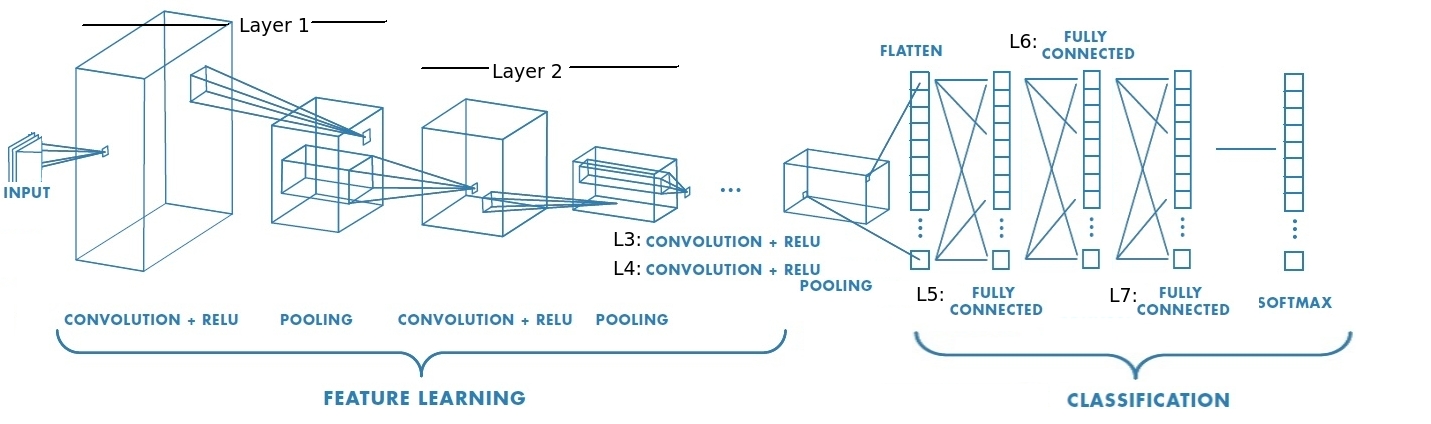 Layer 1
Layer 2
INPUT
L3: CONVOLUTION + RELU
L4: CONVOLUTION + RELU
POOLING
...
FLATTEN
L6: FULLY
CONNECTED
L5: FULLY
CONNECTED
L7: FULLY
CONNECTED
SOFTMAX
CONVOLUTION + RELU
POOLING
CONVOLUTION + RELU
POOLING
FEATURE LEARNING
CLASSIFICATION